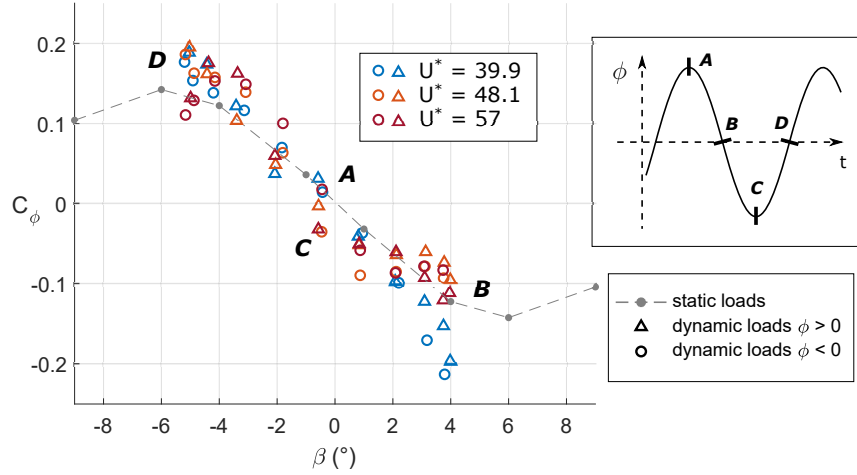 0.2
0.1
0
-0.1
-0.2
C_ϕ
-8 -6 -4 -2 0 2 4 6 8
β (°)
D
A
C
B
U* = 39.9
U* = 48.1
U* = 57
ϕ
A
B
D
C
t
static loads
dynamic loads ϕ > 0
dynamic loads ϕ < 0